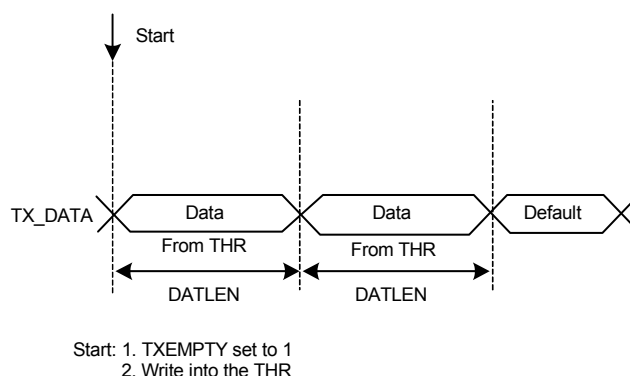 Start
TX_DATA Data Data Default
From THR From THR
DATLEN DATLEN
Start: 1. TXEMPTY set to 1
2. Write into the THR